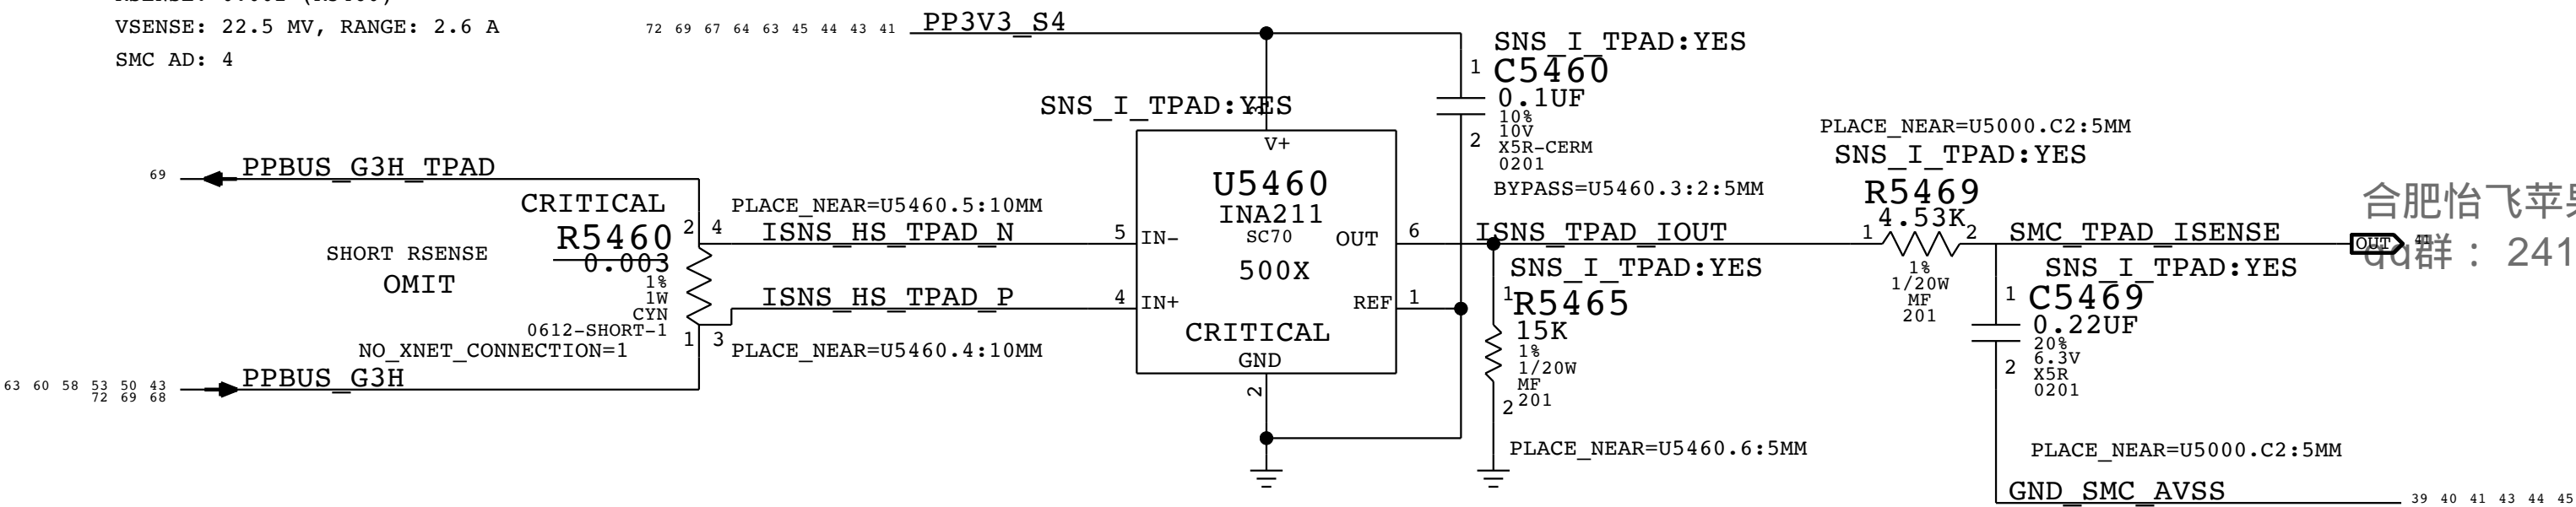 VSENSE: 22.5 MV, RANGE: 2.6 A
SMC AD: 4
72 69 67 64 63 45 44 43 41
PP3V3_S4
SNS_I_TPAD:YES
1
C5460
0.1UF
10%
10V
X5R-CERM
0201
2
BYPASS=U5460.3:2:5MM
SNS_I_TPAD:YES
3
V+
U5460
INA211
SC70
500X
CRITICAL
GND
2
5
IN-
4
IN+
OUT
6
REF
1
69
PPBUS_G3H_TPAD
CRITICAL
R5460
0.003
1%
1W
CYN
0612-SHORT-1
SHORT RSENSE
OMIT
2 4
1 3
NO_XNET_CONNECTION=1
PLACE_NEAR=U5460.5:10MM
ISNS_HS_TPAD_N
ISNS_HS_TPAD_P
PLACE_NEAR=U5460.4:10MM
63 60 58 53 50 43
72 69 68
PPBUS_G3H
ISNS_TPAD_IOUT
SNS_I_TPAD:YES
1
R5465
15K
1%
1/20W
MF
201
2
PLACE_NEAR=U5460.6:5MM
PLACE_NEAR=U5000.C2:5MM
SNS_I_TPAD:YES
R5469
4.53K
1
2
1%
1/20W
MF
201
SMC_TPAD_ISENSE
OUT
SNS_I_TPAD:YES
1
C5469
0.22UF
20%
6.3V
X5R
0201
2
PLACE_NEAR=U5000.C2:5MM
GND_SMC_AVSS
39 40 41 43 44 45
合肥怡飞苹果
qq群：241